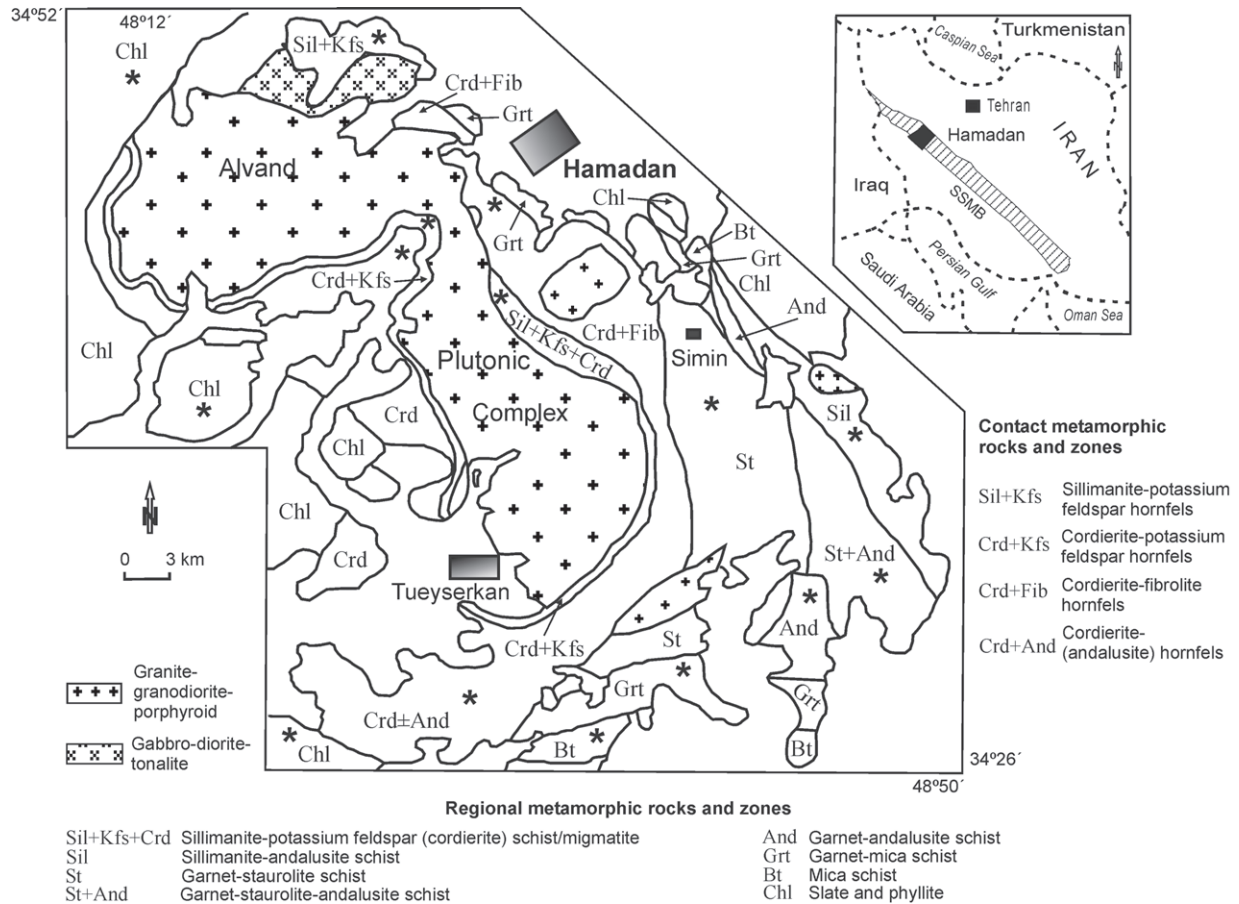 34º52´
48º12´
Chl
Sil+Kfs
Crd+Fib
Grt
Alvand
Hamadan
Chl
Grt
Bt
Grt
Chl
Crd+Kfs
And
Crd+Fib
Sil+Kfs+Crd
Simin
Chl
Plutonic
Chl
Complex
Crd
Sil
Chl
St
Chl
N
0 3 km
Crd
St+And
Tueyserkan
And
Crd+Kfs
St
Grt
Grt
Crd±And
Chl
Bt
Bt
34º26´
48º50´
Granite-
granodiorite-
porphyroid
Gabbro-diorite-
tonalite
Caspian Sea
Turkmenistan
N
Tehran
Hamadan
IRAN
Iraq
SSMB
Persian Gulf
Saudi Arabia
Oman Sea
Contact metamorphic
rocks and zones
Sil+Kfs Sillimanite-potassium
feldspar hornfels
Crd+Kfs Cordierite-potassium
feldspar hornfels
Crd+Fib Cordierite-fibrolite
hornfels
Crd+And Cordierite-
(andalusite) hornfels
Regional metamorphic rocks and zones
Sil+Kfs+Crd Sillimanite-potassium feldspar (cordierite) schist/migmatite
Sil Sillimanite-andalusite schist
St Garnet-staurolite schist
St+And Garnet-staurolite-andalusite schist
And Garnet-andalusite schist
Grt Garnet-mica schist
Bt Mica schist
Chl Slate and phyllite